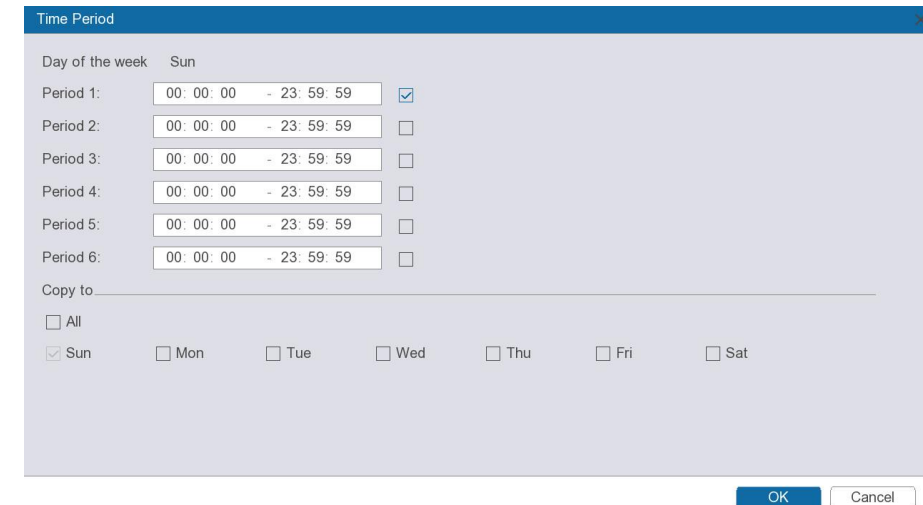 Time Period
Day of the week Sun
Period 1: 00: 00: 00 - 23: 59: 59
Period 2: 00: 00: 00 - 23: 59: 59
Period 3: 00: 00: 00 - 23: 59: 59
Period 4: 00: 00: 00 - 23: 59: 59
Period 5: 00: 00: 00 - 23: 59: 59
Period 6: 00: 00: 00 - 23: 59: 59
Copy to
All
Sun Mon Tue Wed Thu Fri Sat
OK Cancel